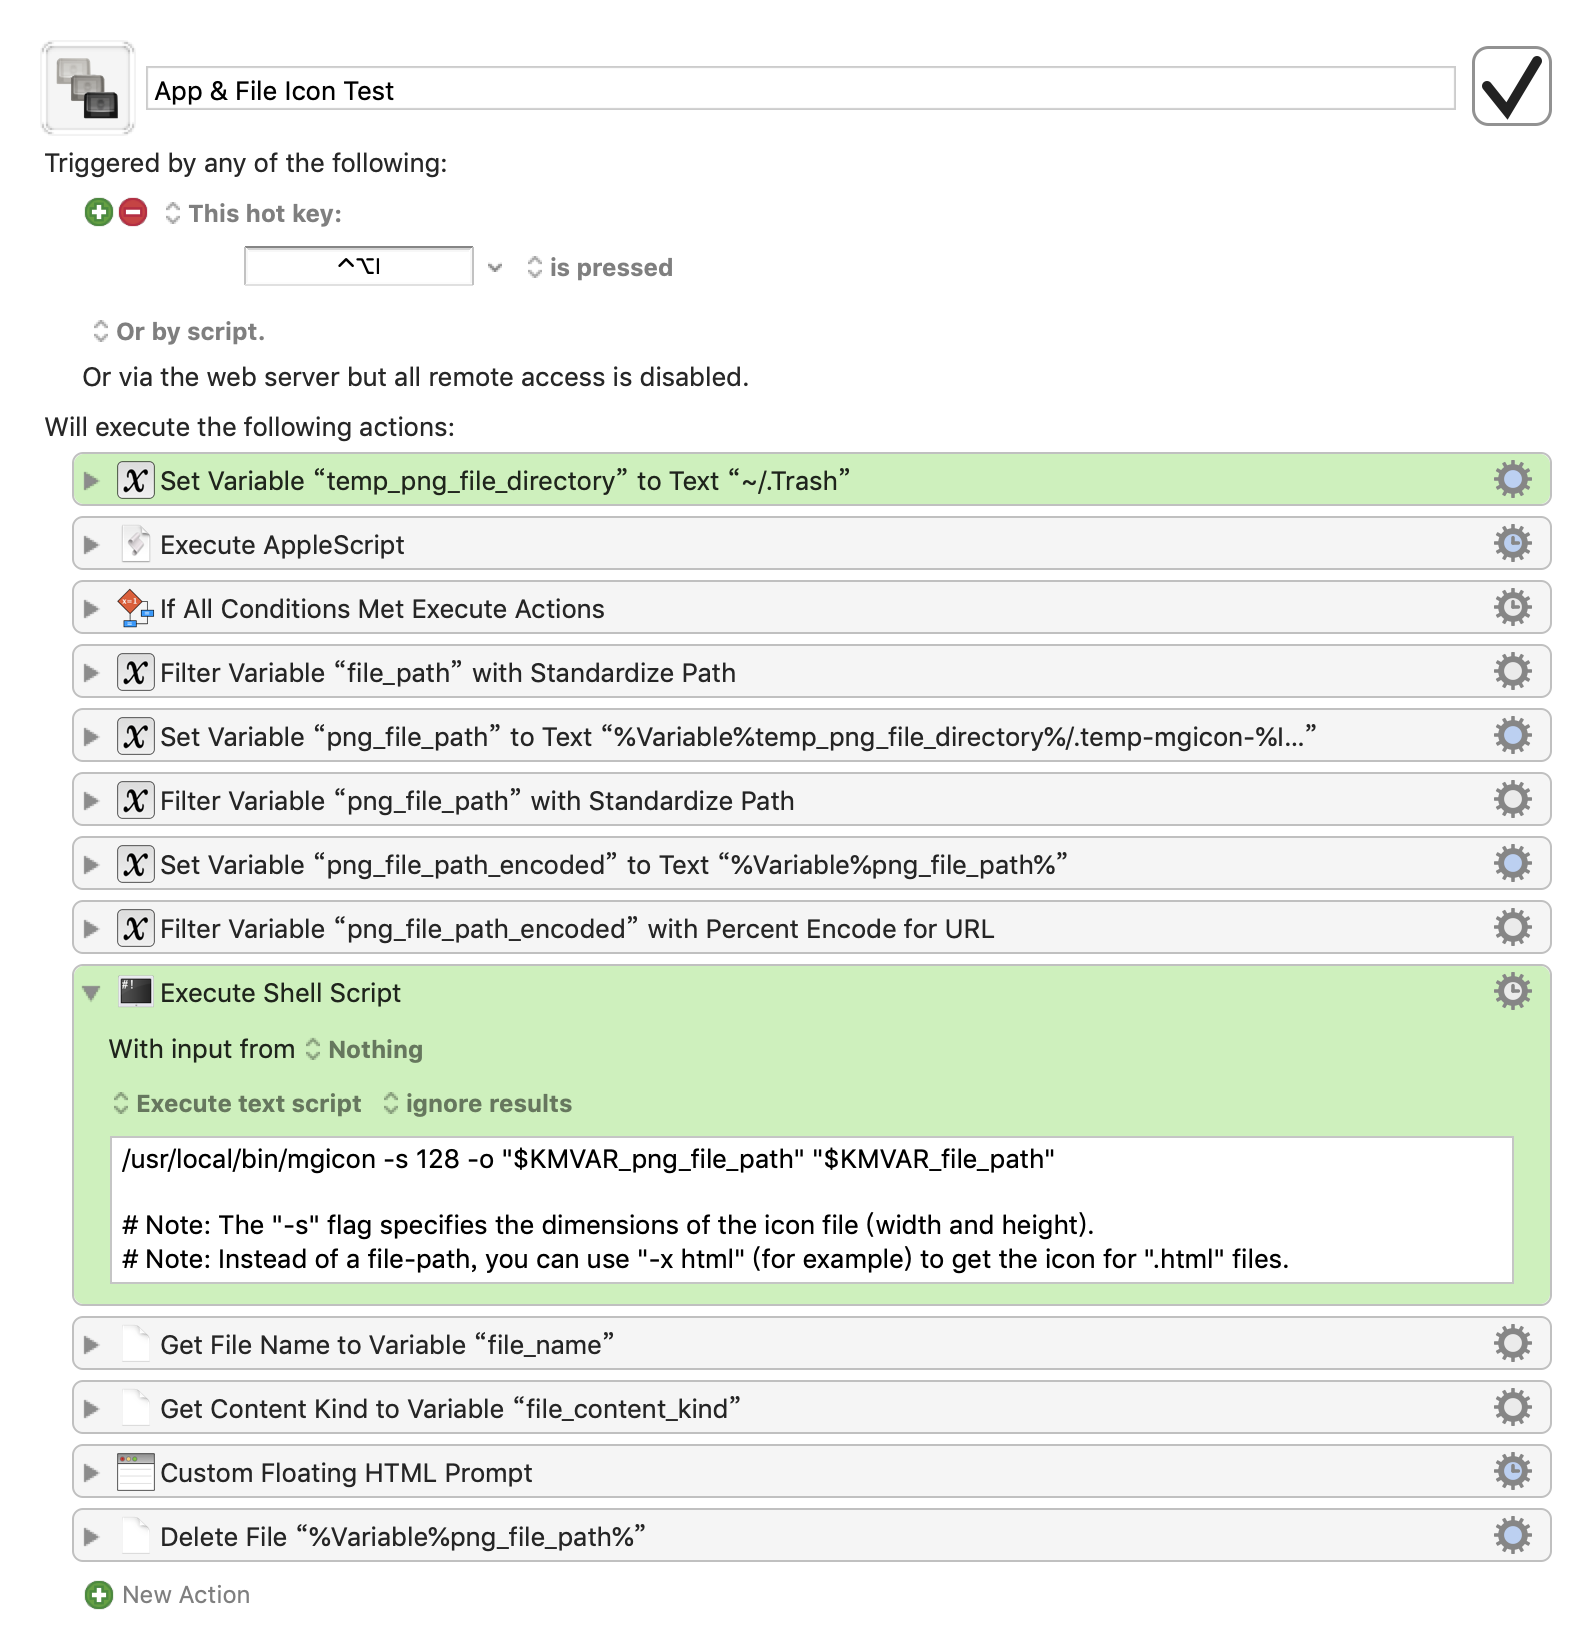 App & File Icon Test
Triggered by any of the following:
This hot key:
^⌥I
is pressed
Or by script.
Or via the web server but all remote access is disabled.
Will execute the following actions:
Set Variable “temp_png_file_directory” to Text “~/.Trash”
Execute AppleScript
If All Conditions Met Execute Actions
Filter Variable “file_path” with Standardize Path
Set Variable “png_file_path” to Text “%Variable%temp_png_file_directory%/.temp-mgicon-%I...”
Filter Variable “png_file_path” with Standardize Path
Set Variable “png_file_path_encoded” to Text “%Variable%png_file_path%”
Filter Variable “png_file_path_encoded” with Percent Encode for URL
#! Execute Shell Script
With input from Nothing
Execute text script ignore results
/usr/local/bin/mgicon -s 128 -o "$KMVAR_png_file_path" "$KMVAR_file_path"
# Note: The "-s" flag specifies the dimensions of the icon file (width and height).
# Note: Instead of a file-path, you can use "-x html" (for example) to get the icon for ".html" files.
Get File Name to Variable “file_name”
Get Content Kind to Variable “file_content_kind”
Custom Floating HTML Prompt
Delete File “%Variable%png_file_path%”
New Action